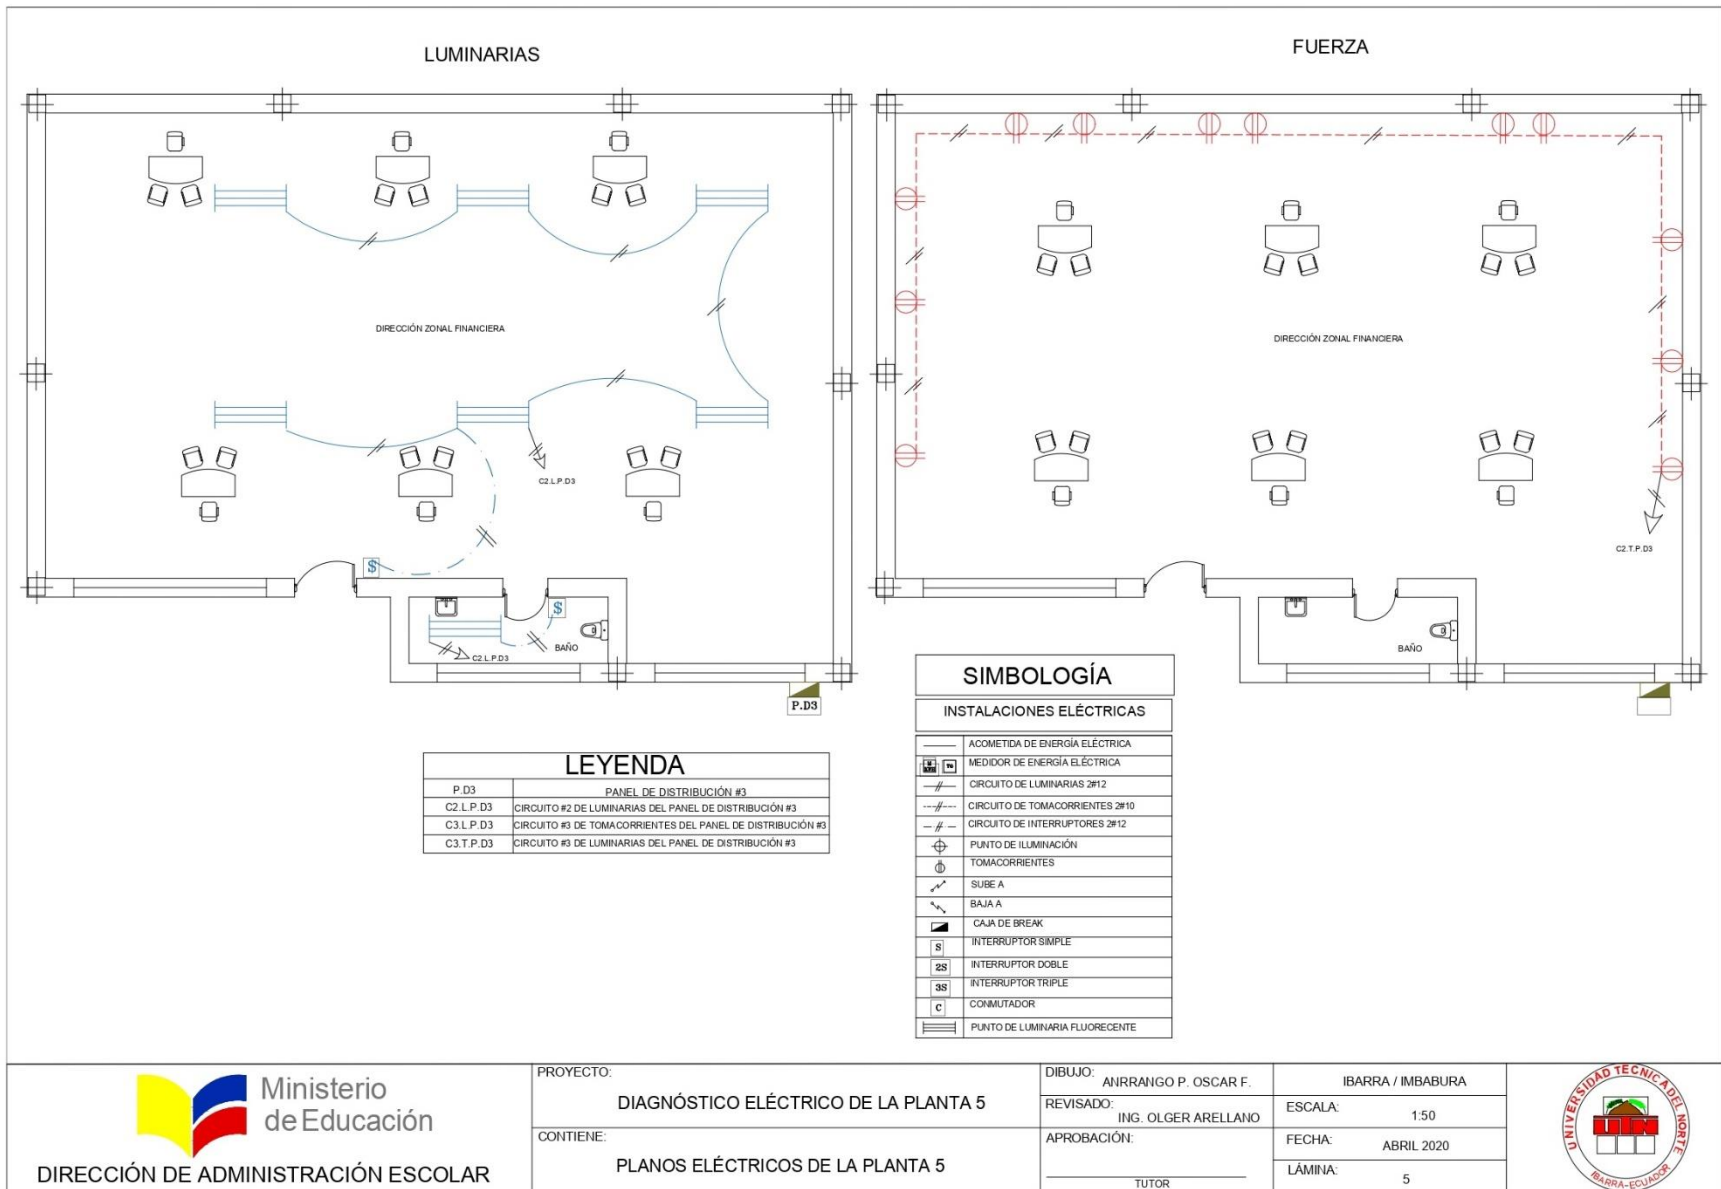 LUMINARIAS
FUERZA
DIRECCIÓN ZONAL FINANCIERA
C2.L.P.D3
$
$
BAÑO
C2.L.P.D3
P.D3
DIRECCIÓN ZONAL FINANCIERA
C2.T.P.D3
BAÑO
LEYENDA
P.D3 PANEL DE DISTRIBUCIÓN #3
C2.L.P.D3 CIRCUITO #2 DE LUMINARIAS DEL PANEL DE DISTRIBUCIÓN #3
C3.L.P.D3 CIRCUITO #3 DE TOMACORRIENTES DEL PANEL DE DISTRIBUCIÓN #3
C3.T.P.D3 CIRCUITO #3 DE LUMINARIAS DEL PANEL DE DISTRIBUCIÓN #3
SIMBOLOGÍA
INSTALACIONES ELÉCTRICAS
ACOMETIDA DE ENERGÍA ELÉCTRICA
MEDIDOR DE ENERGÍA ELÉCTRICA
CIRCUITO DE LUMINARIAS 2#12
CIRCUITO DE TOMACORRIENTES 2#10
CIRCUITO DE INTERRUPTORES 2#12
PUNTO DE ILUMINACIÓN
TOMACORRIENTES
SUBE A
BAJA A
CAJA DE BREAK
S INTERRUPTOR SIMPLE
2S INTERRUPTOR DOBLE
3S INTERRUPTOR TRIPLE
C CONMUTADOR
PUNTO DE LUMINARIA FLUORECENTE
Ministerio
de Educación
DIRECCIÓN DE ADMINISTRACIÓN ESCOLAR
PROYECTO:
DIAGNÓSTICO ELÉCTRICO DE LA PLANTA 5
CONTIENE:
PLANOS ELÉCTRICOS DE LA PLANTA 5
DIBUJO: ANRRANGO P. OSCAR F.
REVISADO: ING. OLGER ARELLANO
APROBACIÓN:
TUTOR
IBARRA / IMBABURA
ESCALA: 1:50
FECHA: ABRIL 2020
LÁMINA: 5
UNIVERSIDAD TECNICA DEL NORTE
UTN
IBARRA-ECUADOR